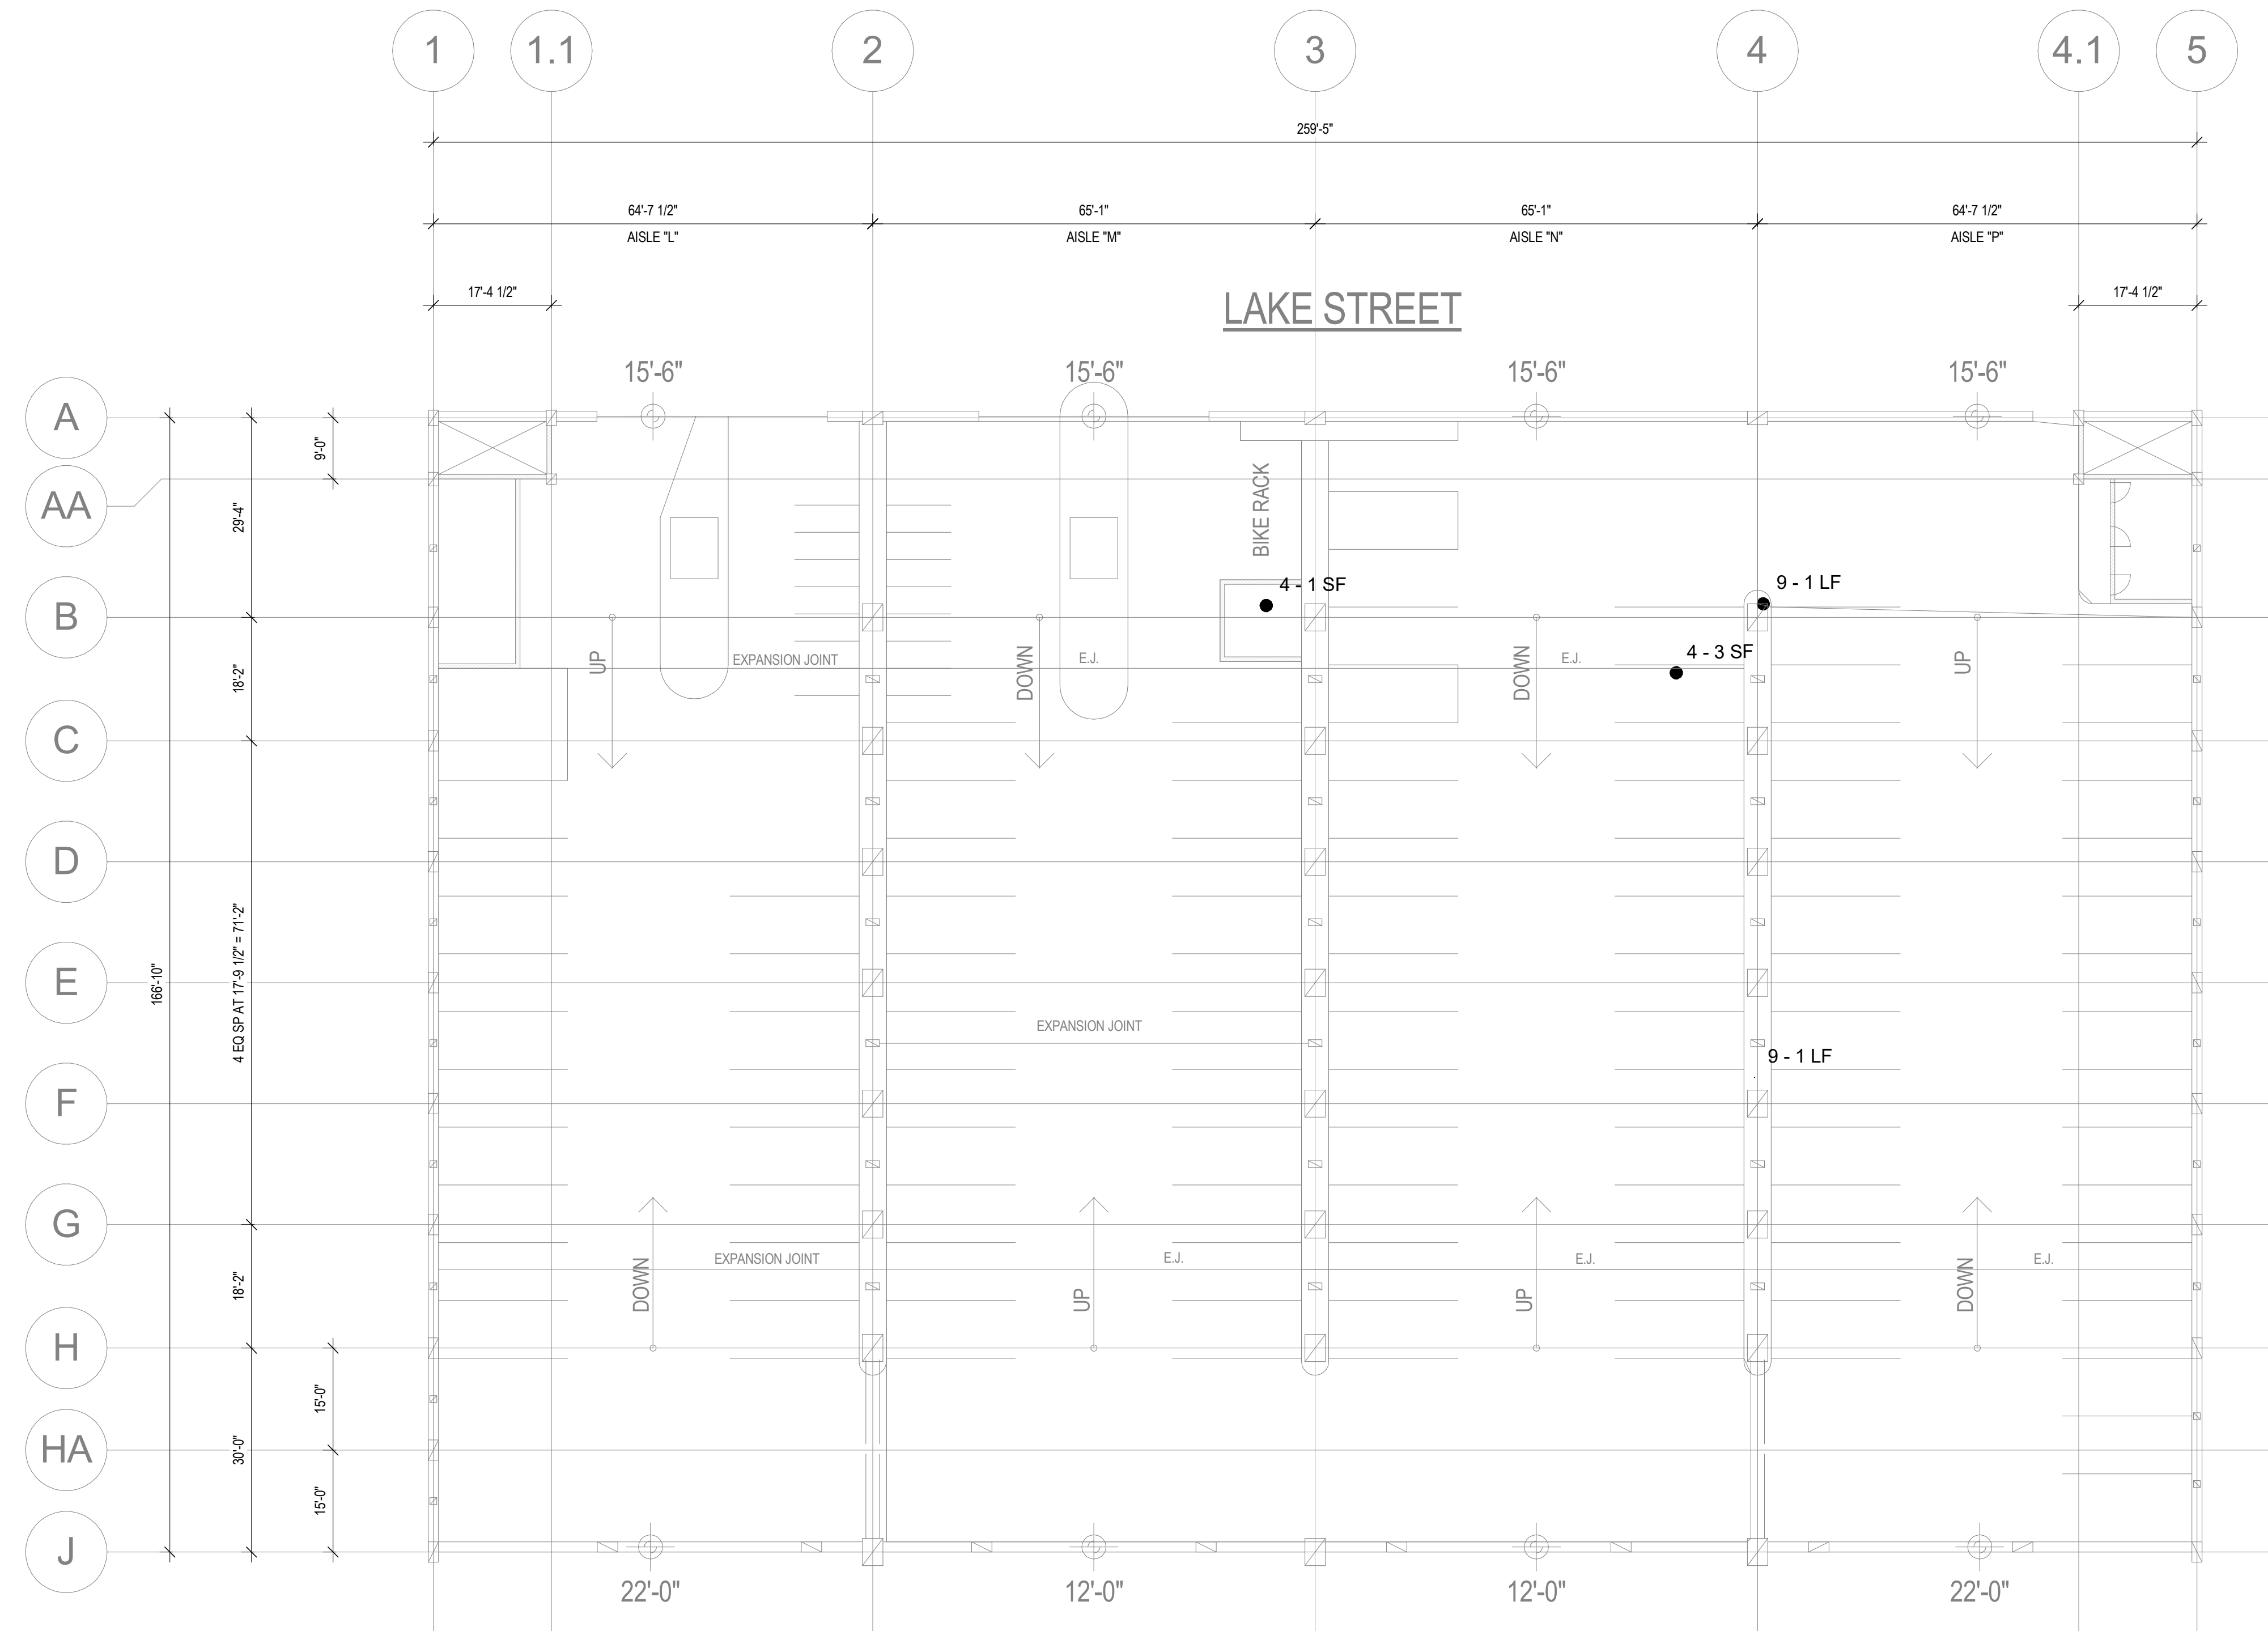 1
1.1
2
3
4
4.1
5
259'-5"
64'-7 1/2"
65'-1"
65'-1"
64'-7 1/2"
AISLE "L"
AISLE "M"
AISLE "N"
AISLE "P"
17'-4 1/2"
17'-4 1/2"
LAKE STREET
15'-6"
15'-6"
15'-6"
15'-6"
A
9'-0"
AA
29'-4"
BIKE RACK
4 - 1 SF
9 - 1 LF
B
UP
EXPANSION JOINT
DOWN
E.J.
DOWN
E.J.
4 - 3 SF
UP
18'-2"
C
D
4 EQ SP AT 17'-9 1/2" = 71'-2"
166'-10"
E
EXPANSION JOINT
9 - 1 LF
F
G
18'-2"
DOWN
EXPANSION JOINT
UP
E.J.
UP
E.J.
DOWN
E.J.
H
15'-0"
HA
30'-0"
15'-0"
J
22'-0"
12'-0"
12'-0"
22'-0"